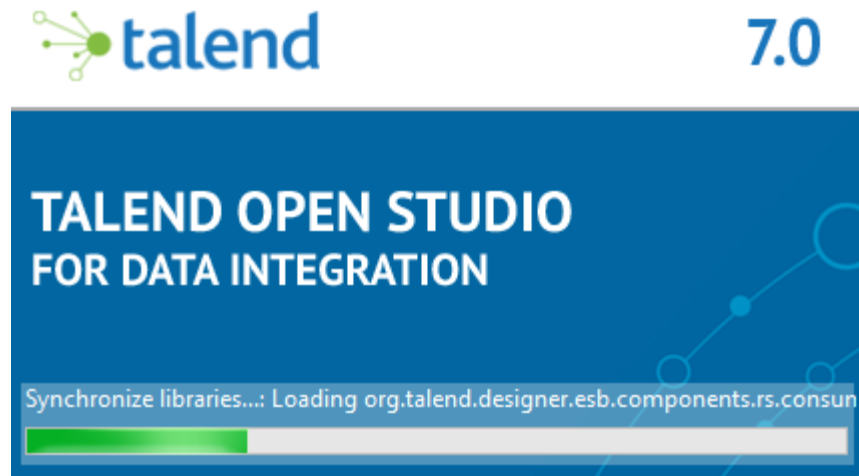 talend
7.0
TALEND OPEN STUDIO
FOR DATA INTEGRATION
Synchronize libraries...: Loading org.talend.designer.esb.components.rs.consun